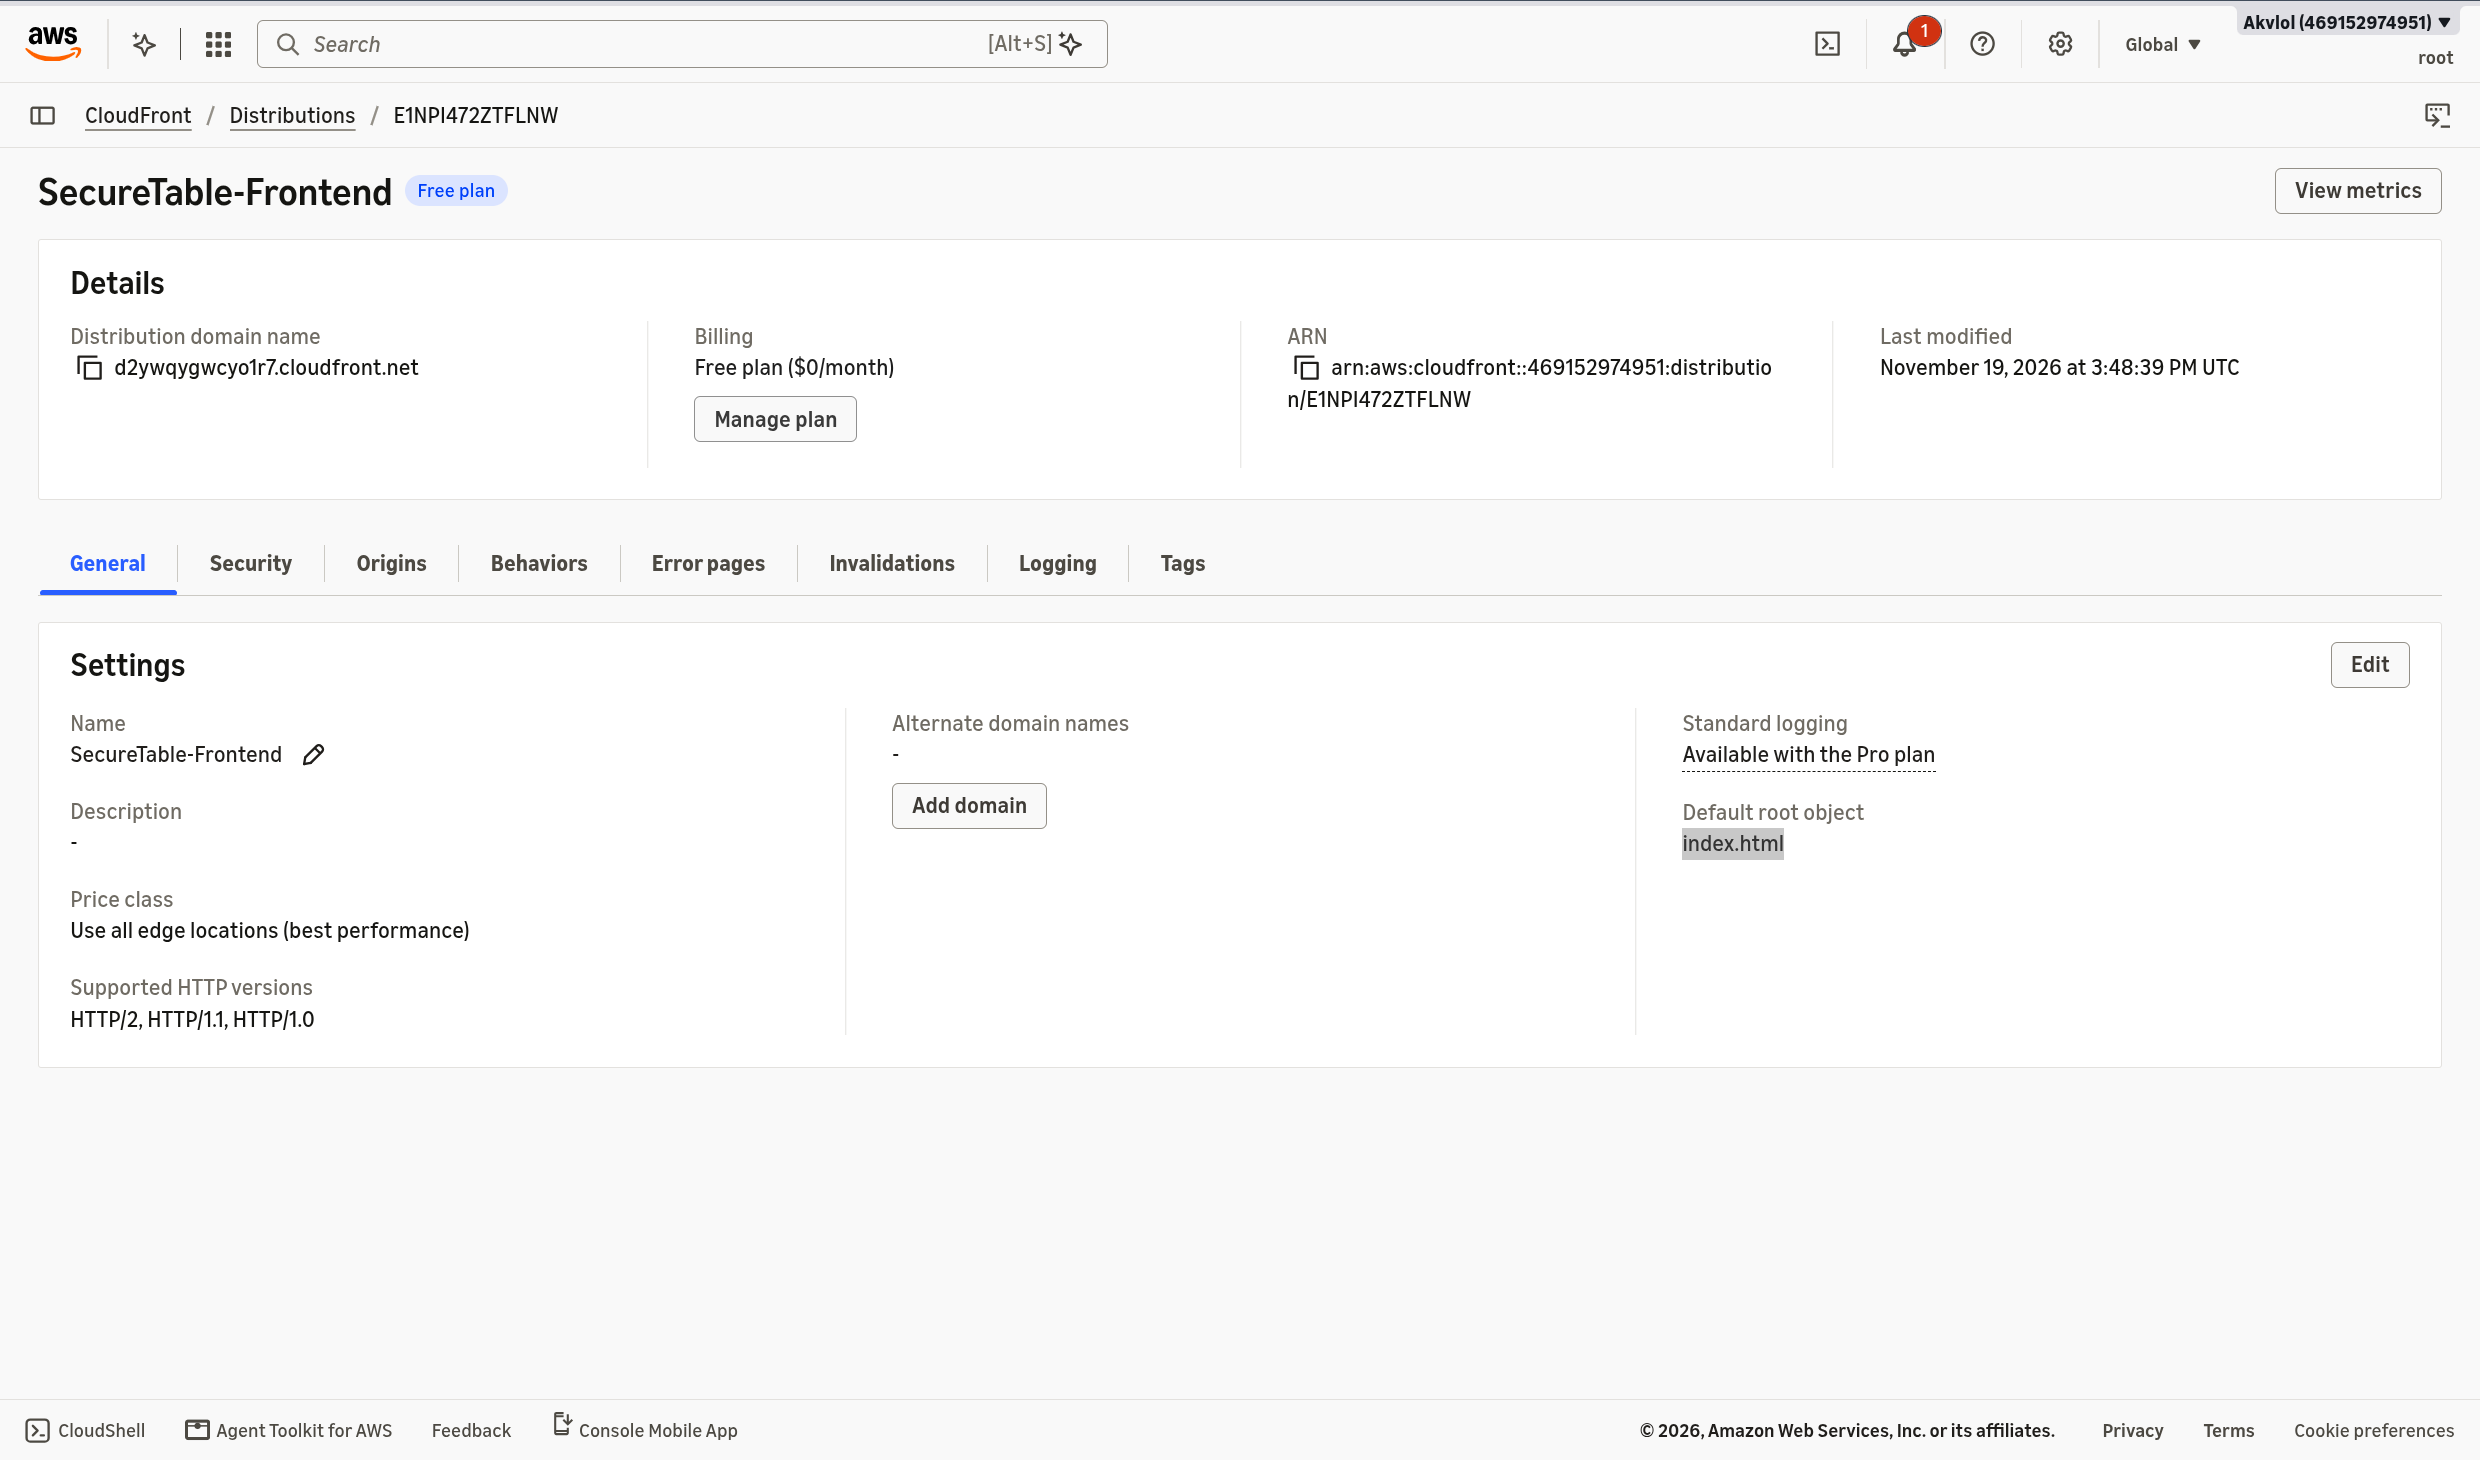 aws
Search [Alt+S]
1
Global
Akvlol (469152974951)
root
CloudFront / Distributions / E1NPI472ZTFLNW
SecureTable-Frontend Free plan
View metrics
Details
Distribution domain name
d2ywqygwcyo1r7.cloudfront.net
Billing
Free plan ($0/month)
Manage plan
ARN
arn:aws:cloudfront::469152974951:distributio
n/E1NPI472ZTFLNW
Last modified
November 19, 2026 at 3:48:39 PM UTC
General Security Origins Behaviors Error pages Invalidations Logging Tags
Settings
Edit
Name
SecureTable-Frontend
Description
-
Price class
Use all edge locations (best performance)
Supported HTTP versions
HTTP/2, HTTP/1.1, HTTP/1.0
Alternate domain names
-
Add domain
Standard logging
Available with the Pro plan
Default root object
index.html
CloudShell Agent Toolkit for AWS Feedback Console Mobile App
© 2026, Amazon Web Services, Inc. or its affiliates. Privacy Terms Cookie preferences